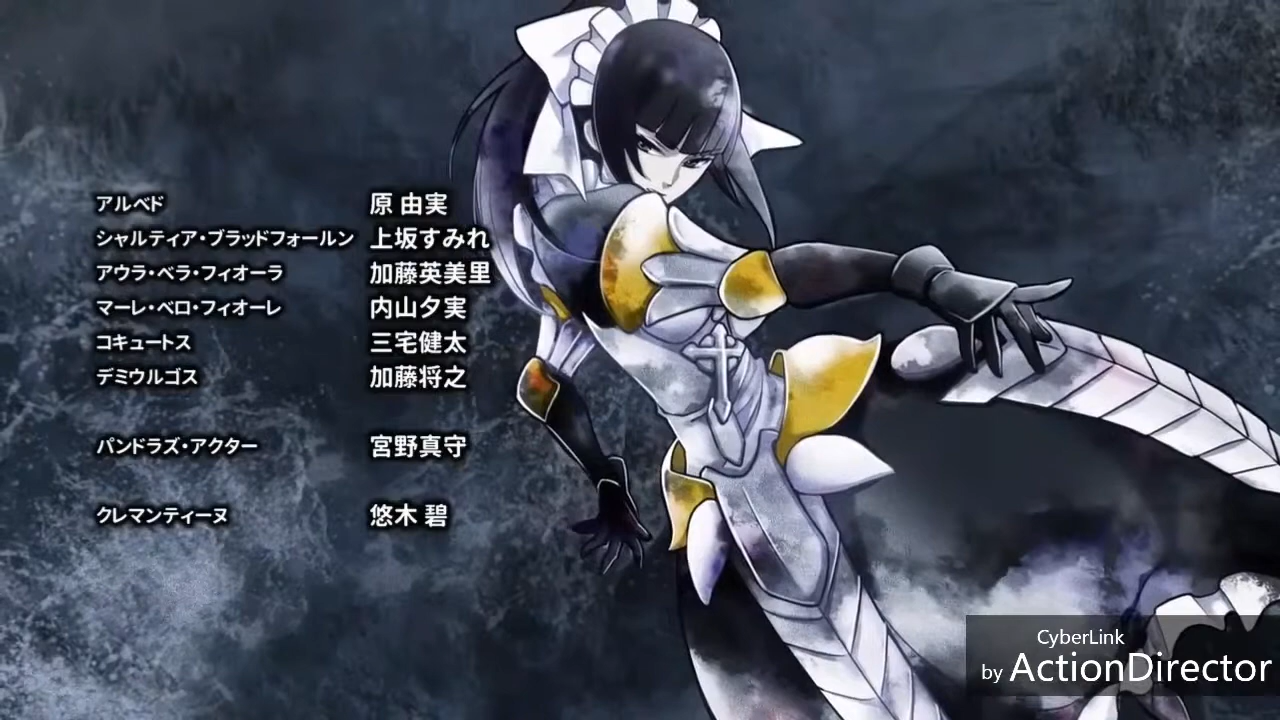 アルベド 原 由実
シャルティア・ブラッドフォールン 上坂すみれ
アウラ・ベラ・フィオーラ 加藤英美里
マーレ・ベロ・フィオーレ 内山夕実
コキュートス 三宅健太
デミウルゴス 加藤将之
パンドラズ・アクター 宮野真守
クレマンティーヌ 悠木 碧
CyberLink
by ActionDirector